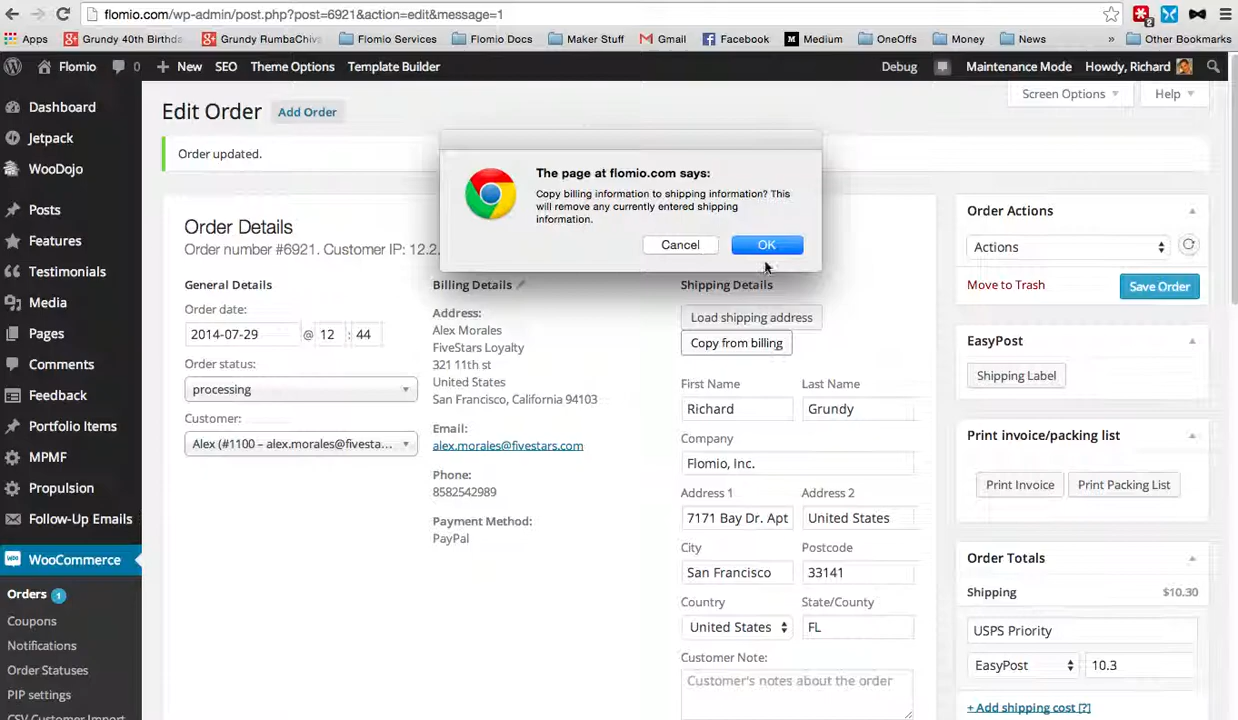 flomio.com/wp-admin/post.php?post=6921&action=edit&message=1
Apps Grundy 40th Birthda Grundy RumbaChiv Flomio Services Flomio Docs Maker Stuff Gmail Facebook Medium OneOffs Money News » Other Bookmarks
Flomio 0 New SEO Theme Options Template Builder Debug Maintenance Mode Howdy, Richard
Dashboard
Jetpack
WooDojo
Posts
Events
Testimonials
Media
Pages
Comments
Feedback
Portfolio Items
MPMF
Propulsion
Follow-Up Emails
WooCommerce
Orders 1
Coupons
Notifications
Order Statuses
PIP settings
CSV Customer Import
Screen Options Help
Edit Order Add Order
Order updated.
The page at flomio.com says:
Copy billing information to shipping information? This
will remove any currently entered shipping
information.
Cancel OK
Order Details
Order number #6921. Customer IP: 12.2.
General Details
Order date:
2014-07-29 @ 12 : 44
Order status:
processing
Customer:
Alex (#1100 – alex.morales@fivesta...
Billing Details
Address:
Alex Morales
FiveStars Loyalty
321 11th st
United States
San Francisco, California 94103
Email:
alex.morales@fivestars.com
Phone:
8582542989
Payment Method:
PayPal
Shipping Details
Load shipping address
Copy from billing
First Name Last Name
Richard Grundy
Company
Flomio, Inc.
Address 1 Address 2
7171 Bay Dr. Apt United States
City Postcode
San Francisco 33141
Country State/County
United States FL
Customer Note:
Customer's notes about the order
Order Actions
Actions
Move to Trash Save Order
EasyPost
Shipping Label
Print invoice/packing list
Print Invoice Print Packing List
Order Totals
Shipping $10.30
USPS Priority
EasyPost 10.3
+ Add shipping cost [?]